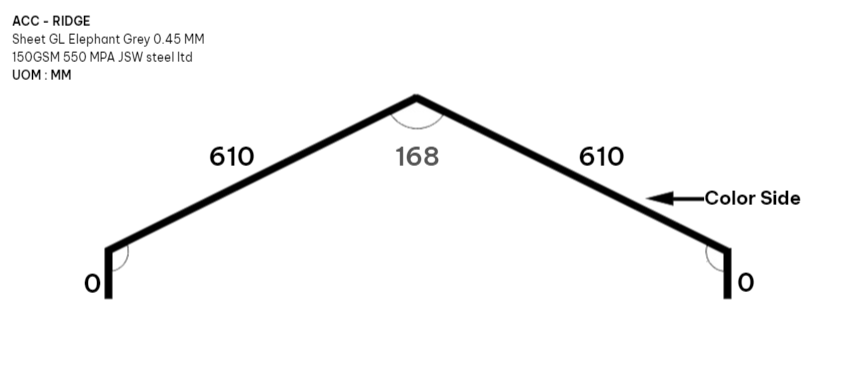 ACC - RIDGE
Sheet GL Elephant Grey 0.45 MM
150GSM 550 MPA JSW steel ltd
UOM : MM
610
168
610
Color Side
0
0